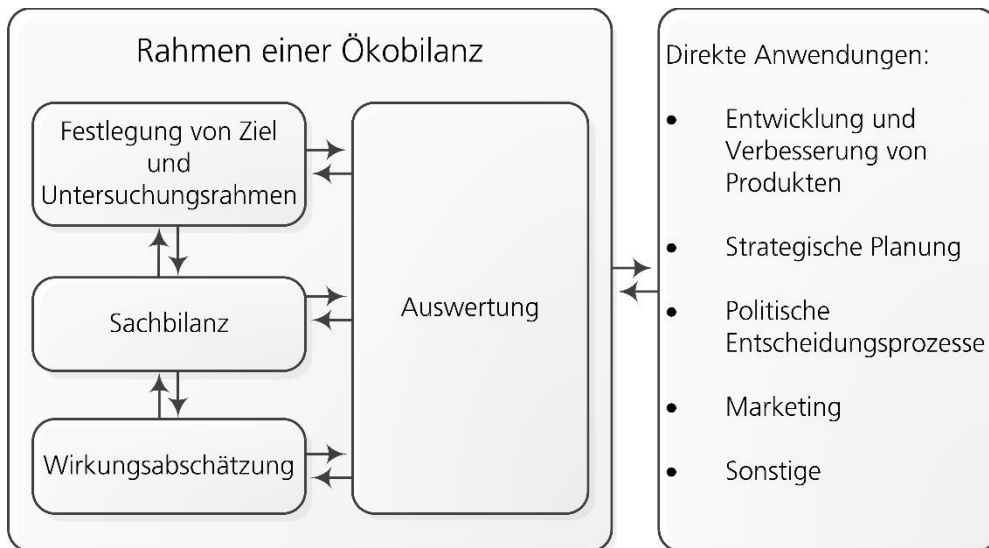 Rahmen einer Ökobilanz
Festlegung von Ziel
und
Untersuchungsrahmen
Sachbilanz
Wirkungsabschätzung
Auswertung
Direkte Anwendungen:
• Entwicklung und
Verbesserung von
Produkten
• Strategische Planung
• Politische
Entscheidungsprozesse
• Marketing
• Sonstige